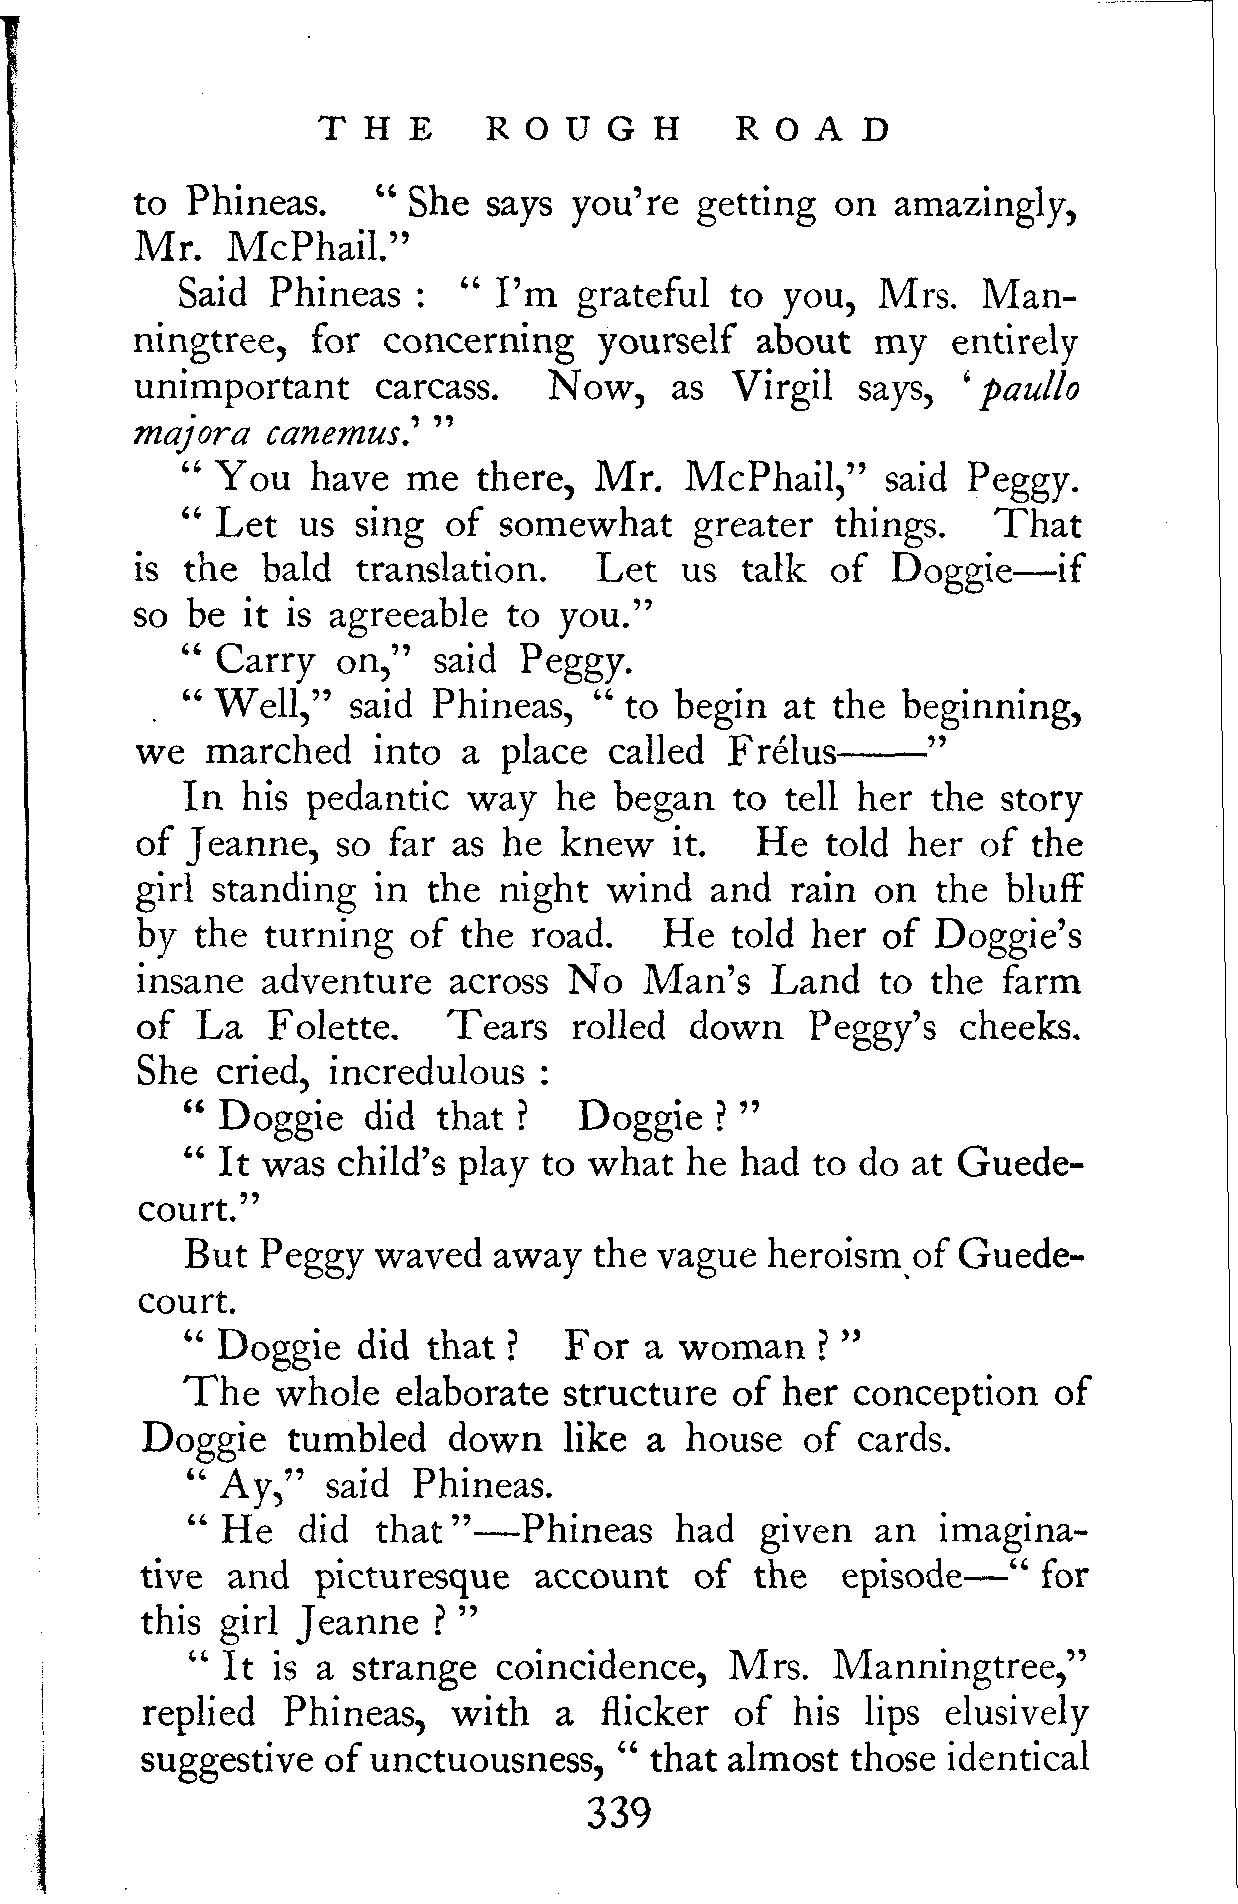 THE ROUGH ROAD
to Phineas. “ She says you’re getting on amazingly,
Mr. McPhail.”
Said Phineas : “ I’m grateful to you, Mrs. Man-
ningtree, for concerning yourself about my entirely
unimportant carcass. Now, as Virgil says, ‘ paullo
majora canemus.’ ”
“ You have me there, Mr. McPhail,” said Peggy.
“ Let us sing of somewhat greater things. That
is the bald translation. Let us talk of Doggie—if
so be it is agreeable to you.”
“ Carry on,” said Peggy.
“ Well,” said Phineas, “ to begin at the beginning,
we marched into a place called Frélus——”
In his pedantic way he began to tell her the story
of Jeanne, so far as he knew it. He told her of the
girl standing in the night wind and rain on the bluff
by the turning of the road. He told her of Doggie’s
insane adventure across No Man’s Land to the farm
of La Folette. Tears rolled down Peggy’s cheeks.
She cried, incredulous :
“ Doggie did that ? Doggie ? ”
“ It was child’s play to what he had to do at Guede-
court.”
But Peggy waved away the vague heroism of Guede-
court.
“ Doggie did that ? For a woman ? ”
The whole elaborate structure of her conception of
Doggie tumbled down like a house of cards.
“ Ay,” said Phineas.
“ He did that ”—Phineas had given an imagina-
tive and picturesque account of the episode—“ for
this girl Jeanne ? ”
“ It is a strange coincidence, Mrs. Manningtree,”
replied Phineas, with a flicker of his lips elusively
suggestive of unctuousness, “ that almost those identical
339